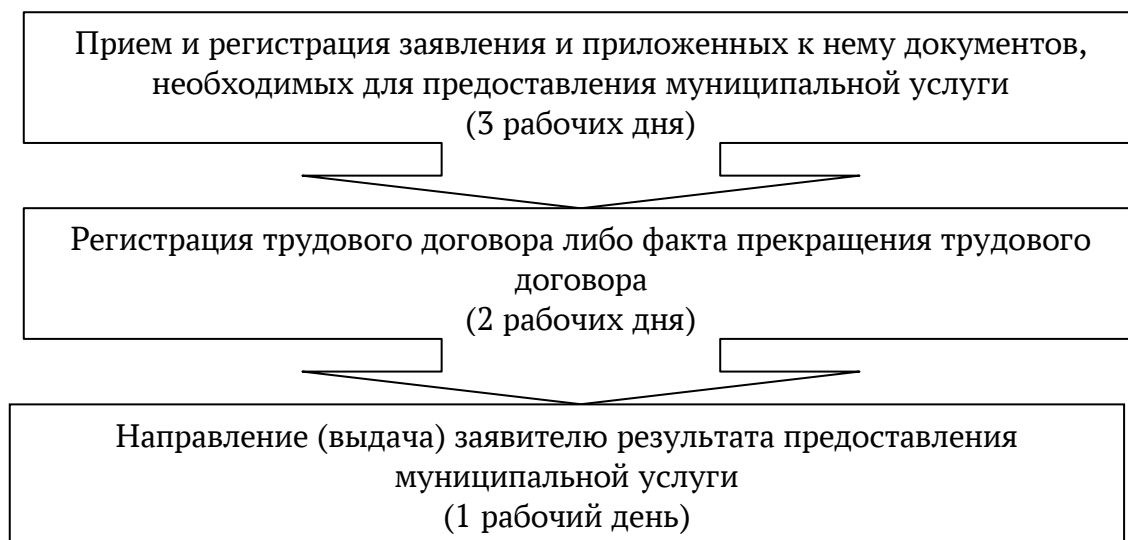 Прием и регистрация заявления и приложенных к нему документов,
необходимых для предоставления муниципальной услуги
(3 рабочих дня)
Регистрация трудового договора либо факта прекращения трудового
договора
(2 рабочих дня)
Направление (выдача) заявителю результата предоставления
муниципальной услуги
(1 рабочий день)